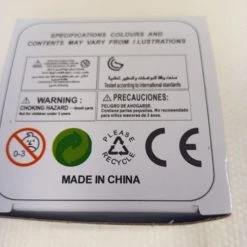 SPECIFICATIONS COLOURS AND
CONTENTS MAY VARY FROM ILLUSTRATIONS
Tested according to international standards
WARNING:
CHOKING HAZARD - Small parts
Not for children under 3 years.
PRECAUCIONES:
PELIGRO DE AHOGARSE.
Contiene partes pequeñas. No recomendado
para niños menores de 3 anos.
0-3
PLEASE
RECYCLE
MADE IN CHINA